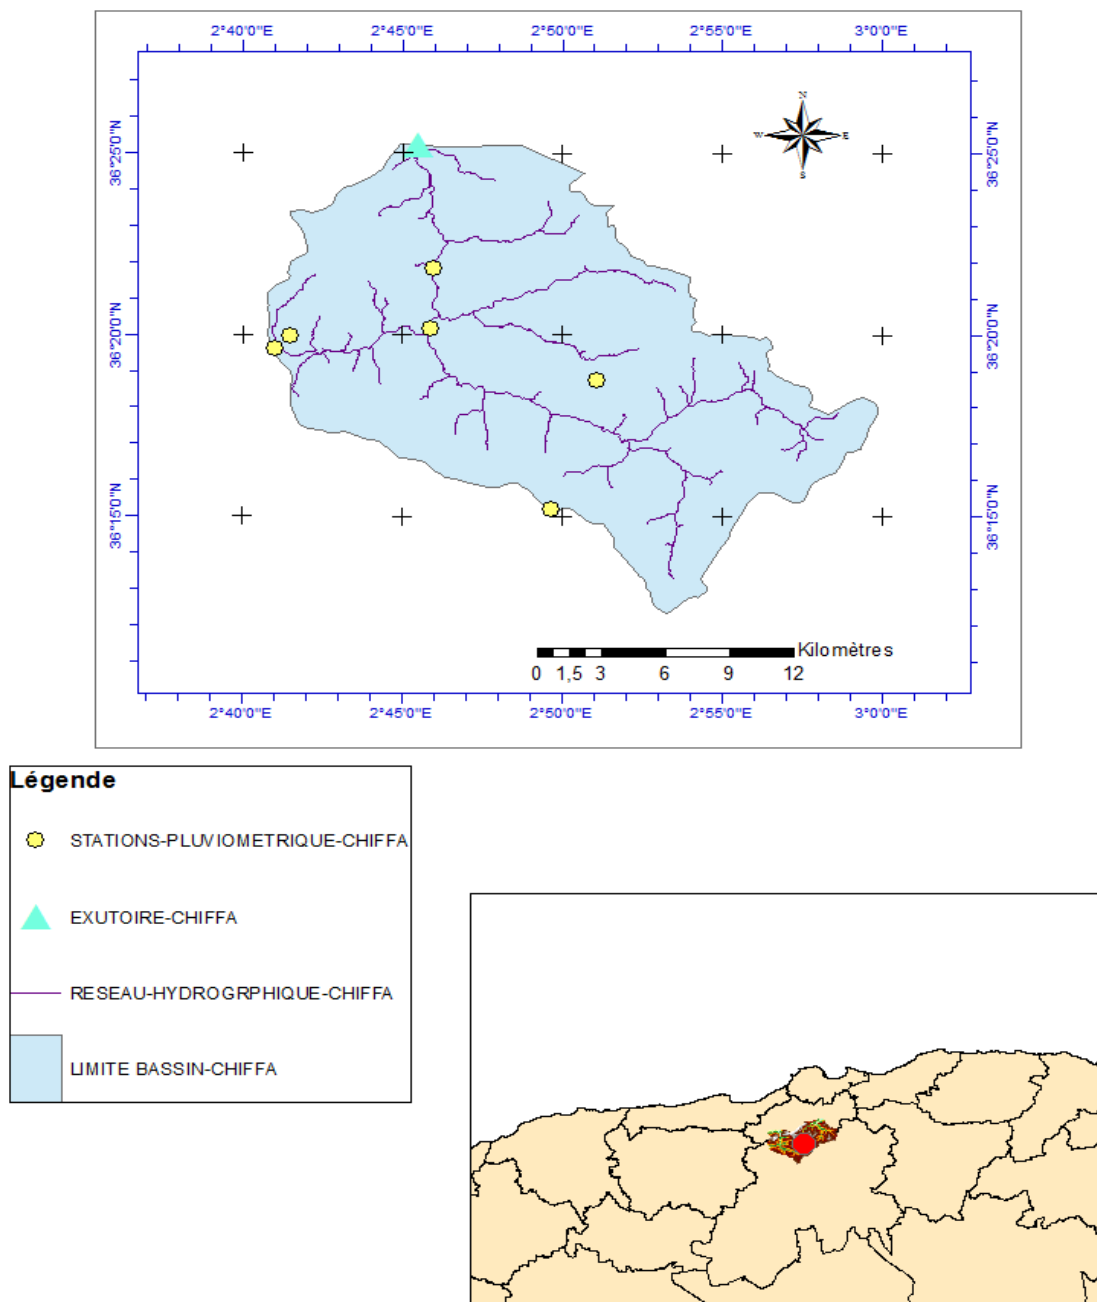 2°40'0"E 2°45'0"E 2°50'0"E 2°55'0"E 3°0'0"E
N
W E
S
36°25'0"N 36°25'0"N
36°20'0"N 36°20'0"N
36°15'0"N 36°15'0"N
Kilomètres
0 1,5 3 6 9 12
2°40'0"E 2°45'0"E 2°50'0"E 2°55'0"E 3°0'0"E
Légende
STATIONS-PLUVIOMETRIQUE-CHIFFA
EXUTOIRE-CHIFFA
RESEAU-HYDROGRPHIQUE-CHIFFA
LIMITE BASSIN-CHIFFA